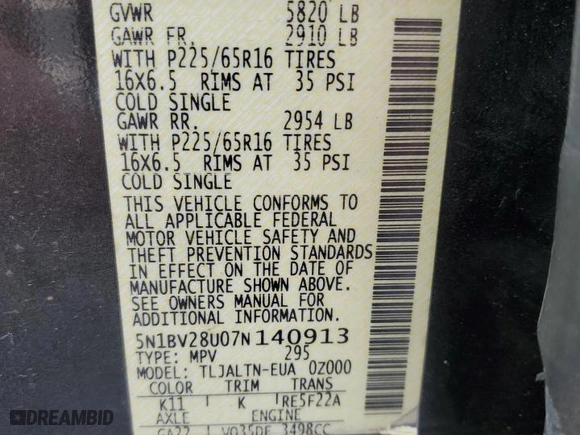 GVWR 5820 LB
GAWR FR. 2910 LB
WITH P225/65R16 TIRES
16X6.5 RIMS AT 35 PSI
COLD SINGLE
GAWR RR. 2954 LB
WITH P225/65R16 TIRES
16X6.5 RIMS AT 35 PSI
COLD SINGLE
THIS VEHICLE CONFORMS TO
ALL APPLICABLE FEDERAL
MOTOR VEHICLE SAFETY AND
THEFT PREVENTION STANDARDS
IN EFFECT ON THE DATE OF
MANUFACTURE SHOWN ABOVE.
SEE OWNERS MANUAL FOR
ADDITIONAL INFORMATION.
5N1BV28U07N140913
TYPE: MPV 295
MODEL: TLJALTN-EUA 0Z000
COLOR TRIM TRANS
K11 K RE5F22A
AXLE ENGINE
GA22 VQ35DE 3498CC
DREAMBID